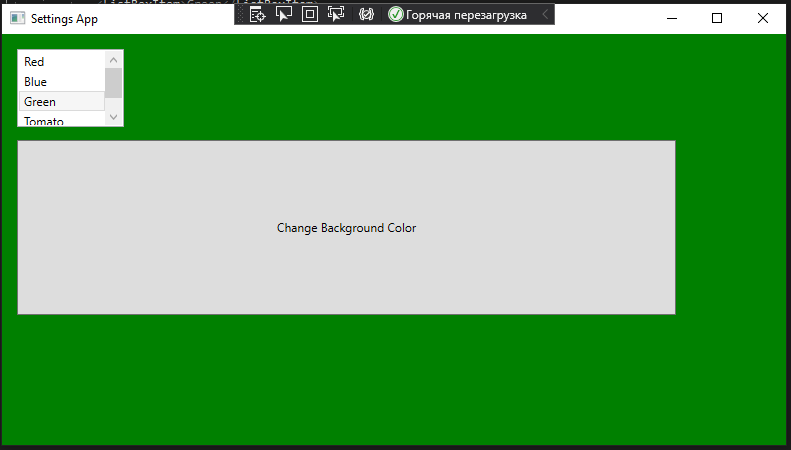 Settings App
Горячая перезагрузка
Red
Blue
Green
Tomato
Change Background Color